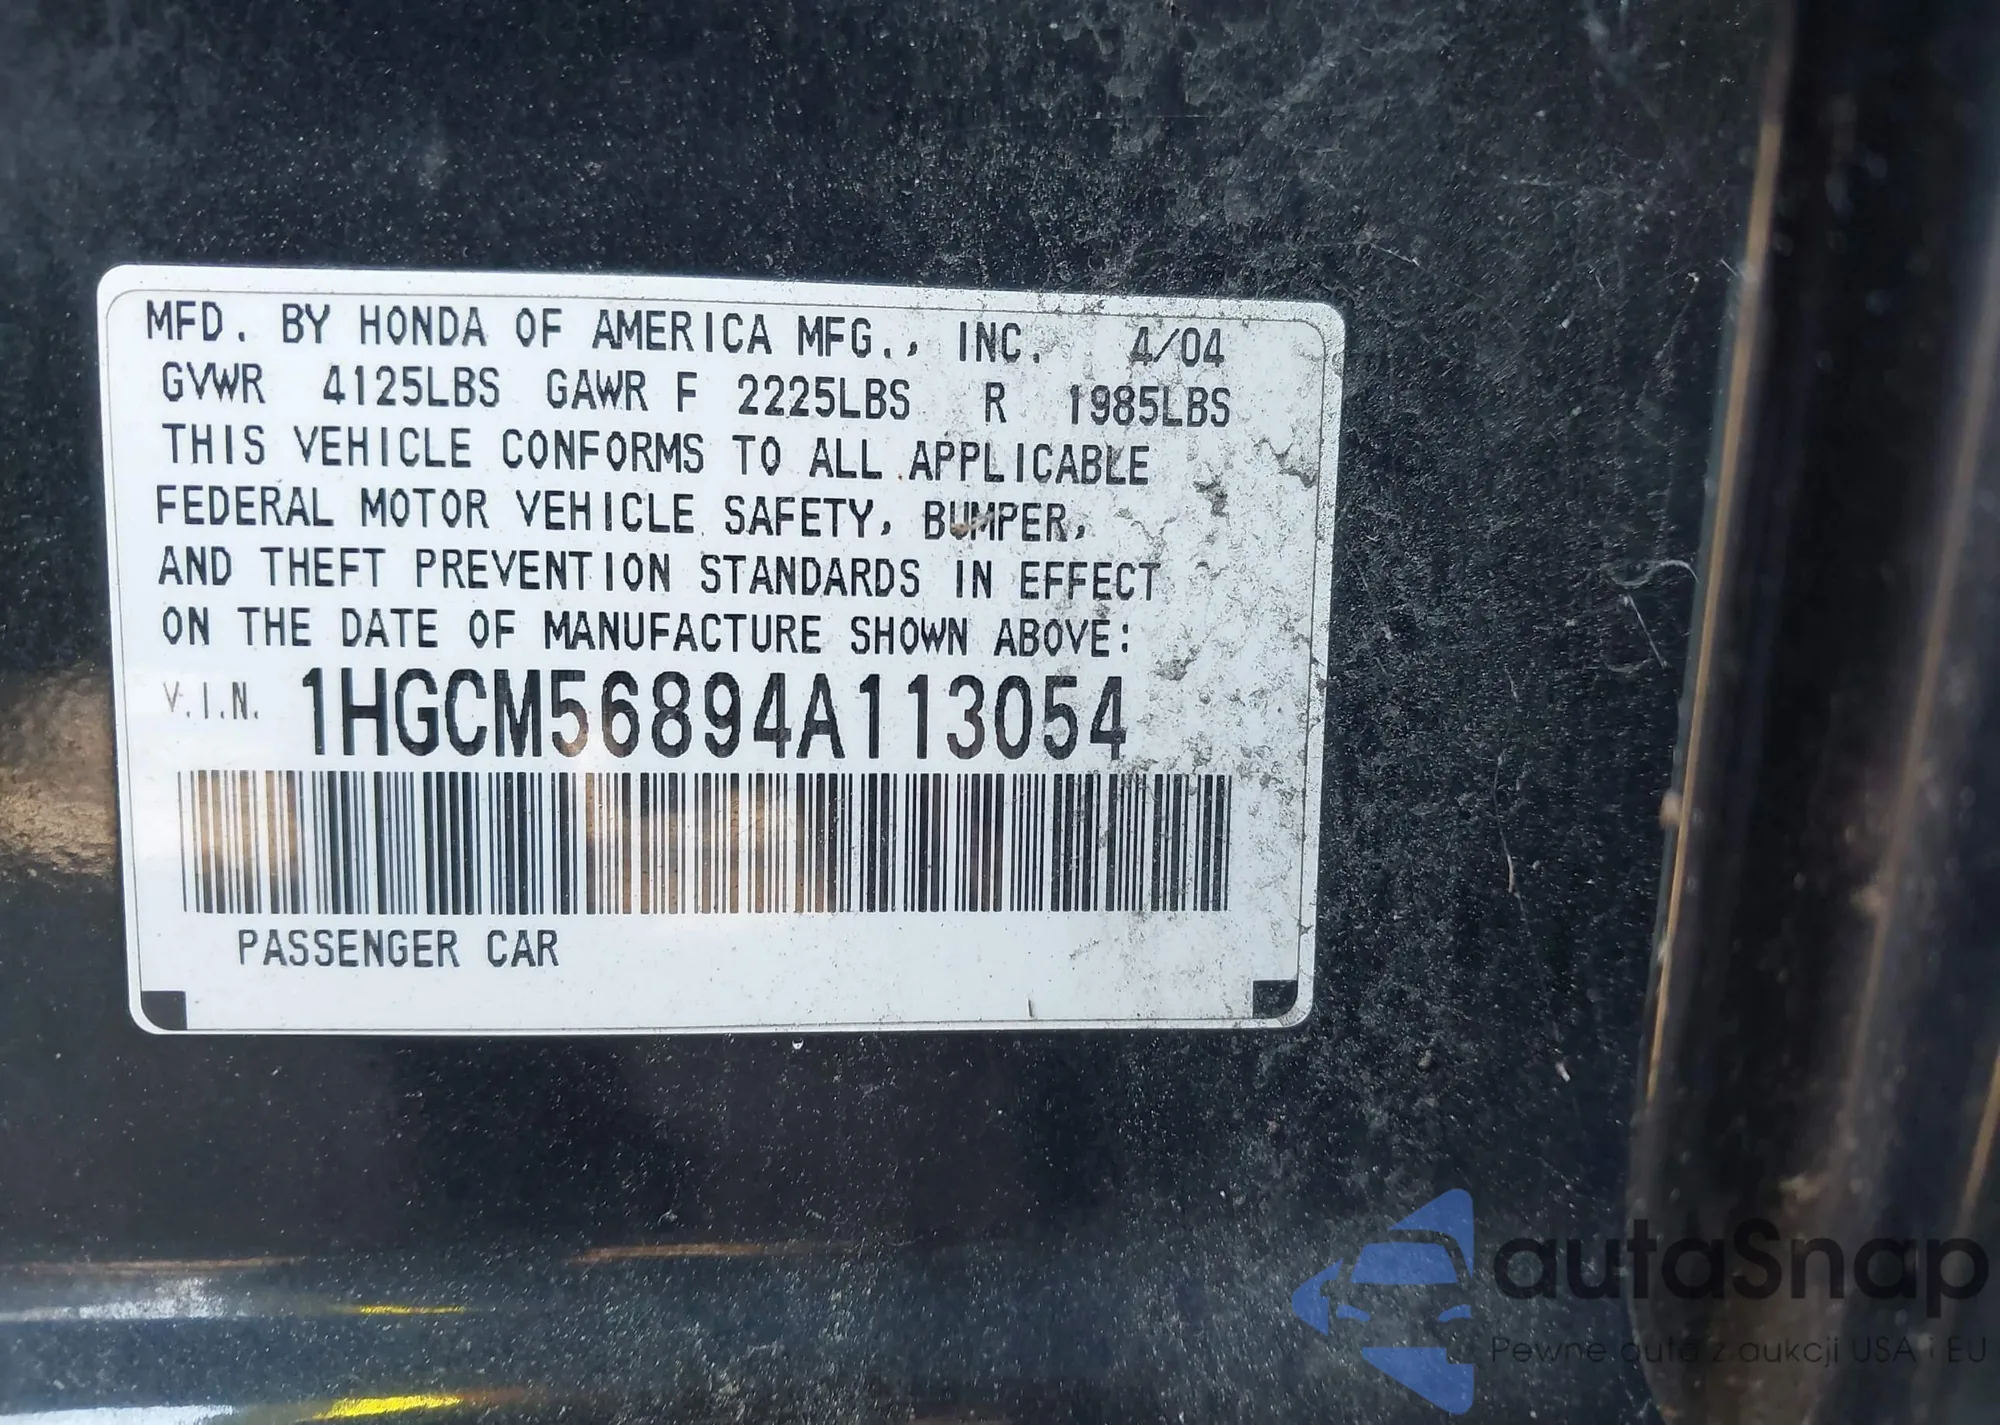 MFD. BY HONDA OF AMERICA MFG., INC. 4/04
GVWR 4125LBS GAWR F 2225LBS R 1985LBS
THIS VEHICLE CONFORMS TO ALL APPLICABLE
FEDERAL MOTOR VEHICLE SAFETY, BUMPER,
AND THEFT PREVENTION STANDARDS IN EFFECT
ON THE DATE OF MANUFACTURE SHOWN ABOVE:
V.I.N. 1HGCM56894A113054
PASSENGER CAR
autaSnap
Pewne auta z aukcji USA i EU